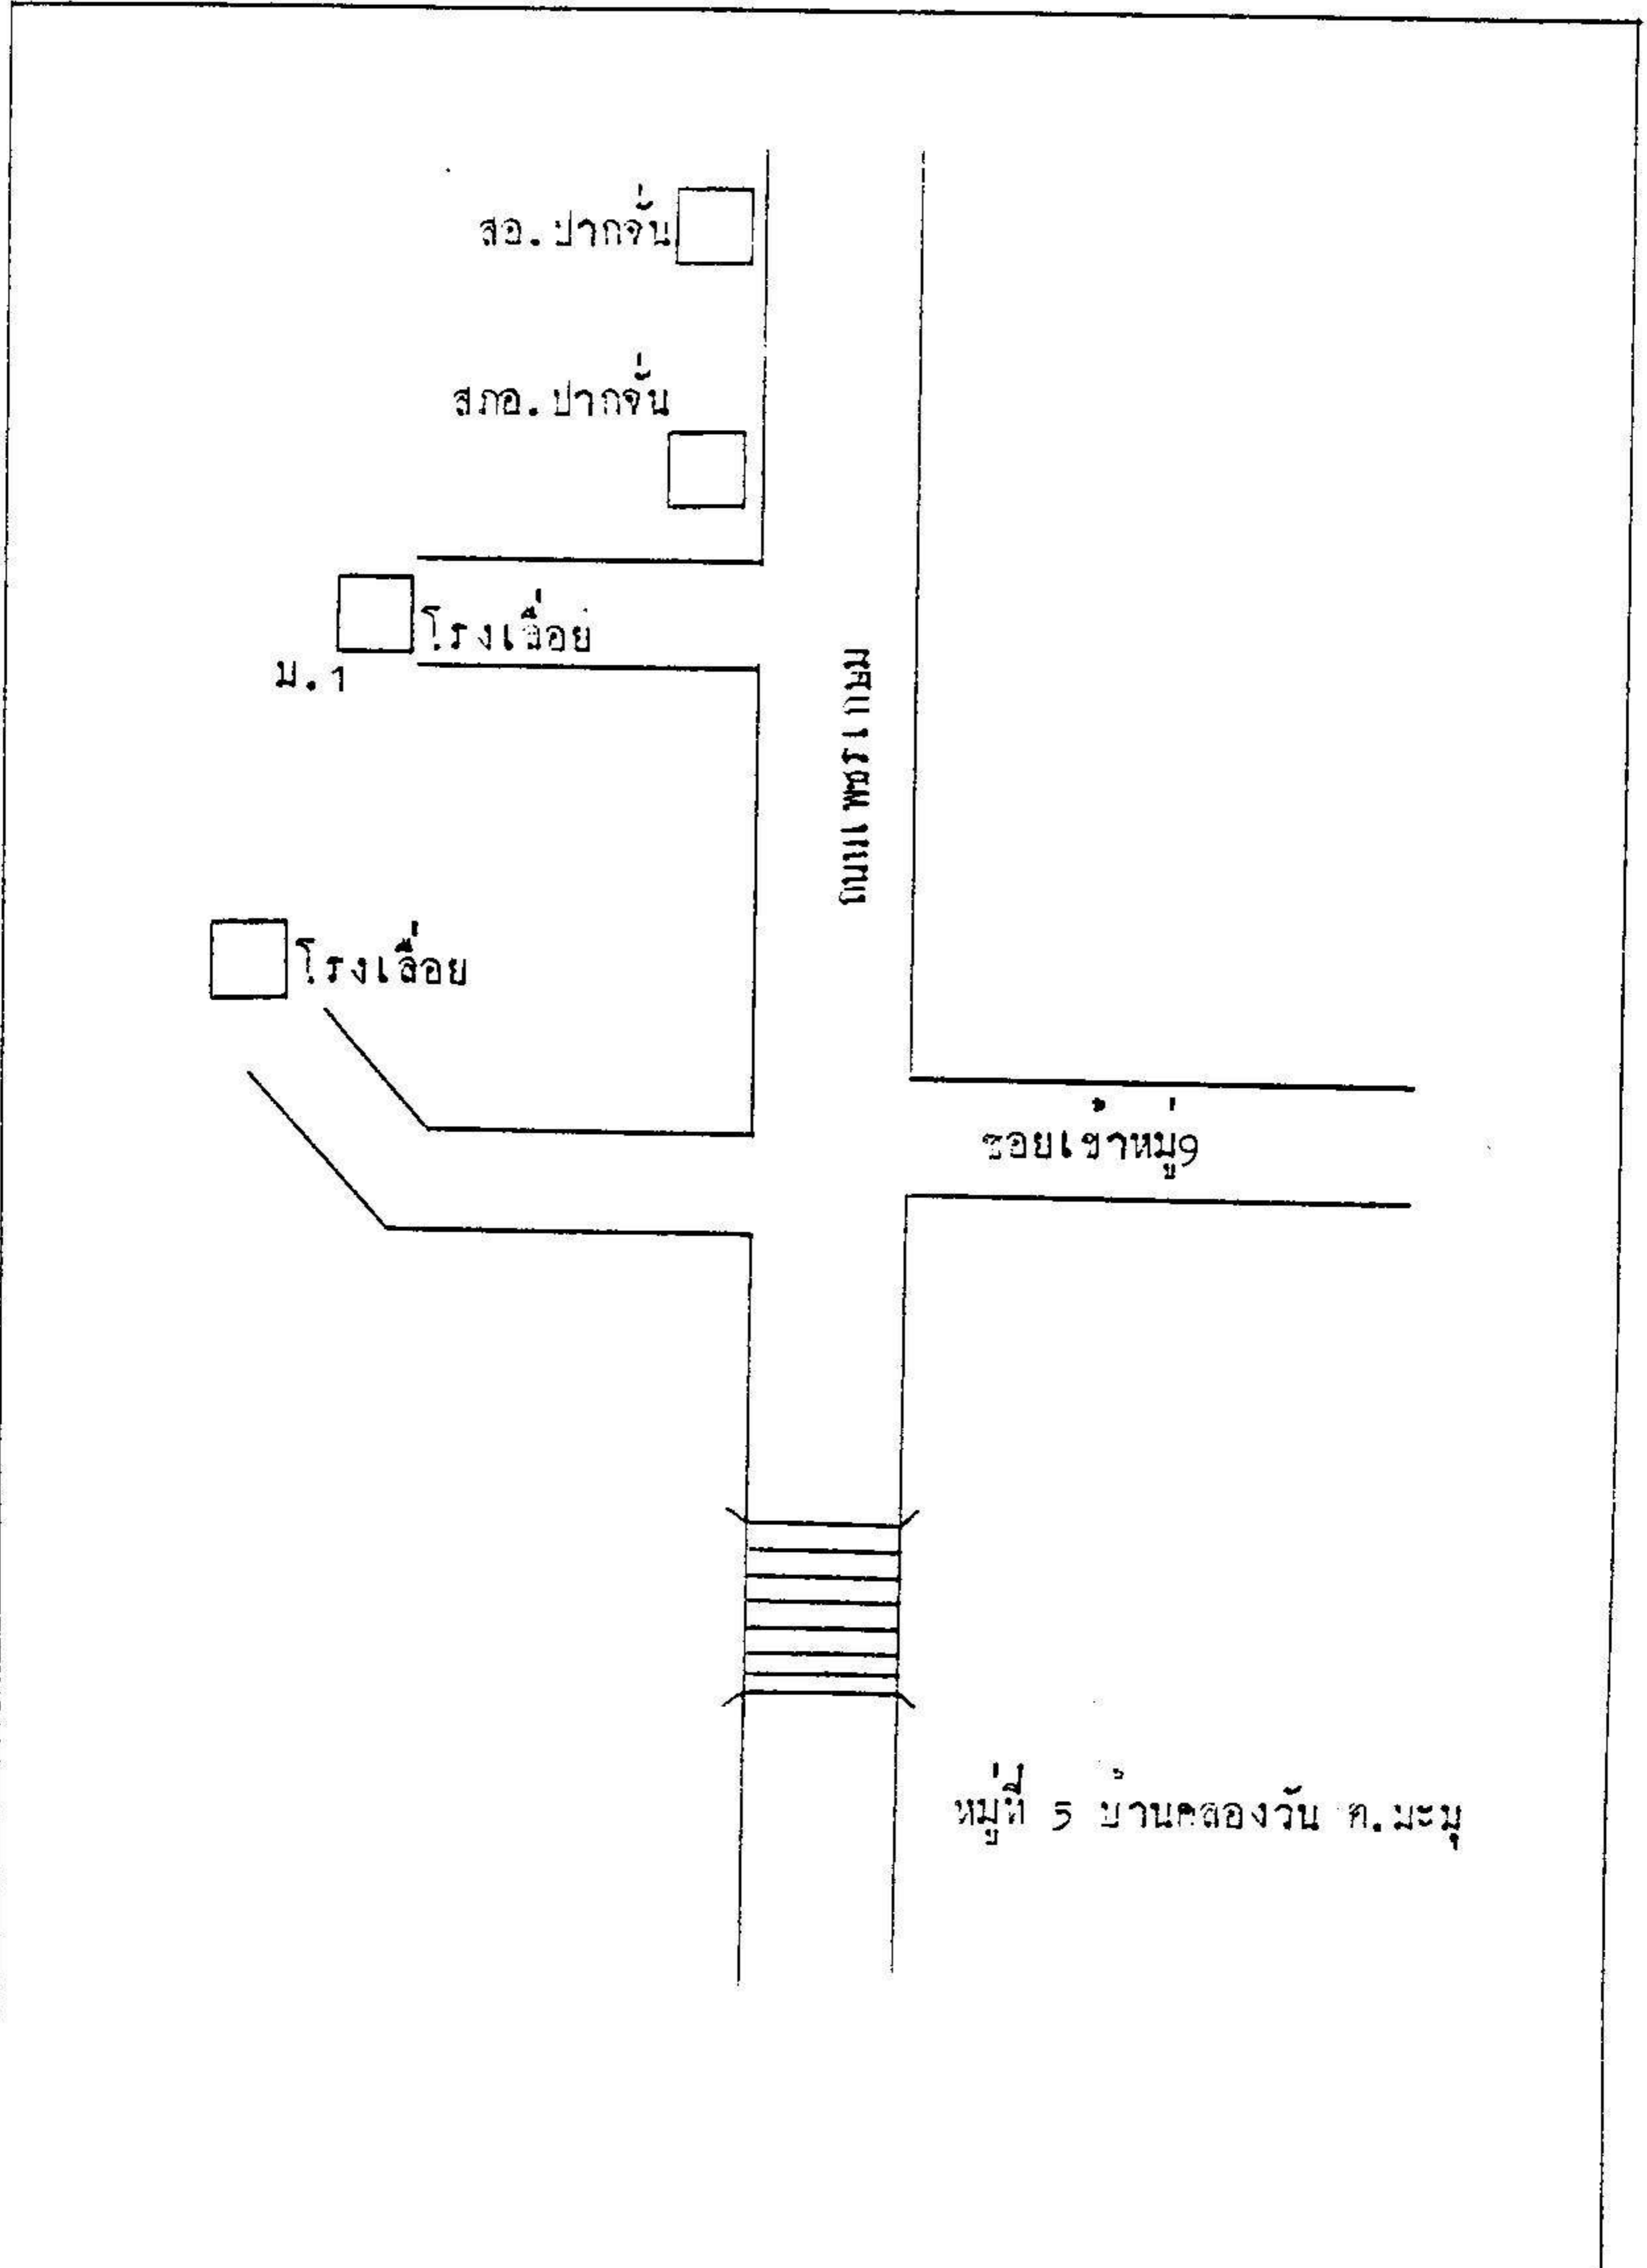 สอ.ปากจั่น
สภอ.ปากจั่น
โรงเลื่อย
ม.1
ถนนเพชรเกษม
โรงเลื่อย
ซอยเข้าหมู่9
หมู่ที่ 5 บ้านคลองวัน ต.มะมุ